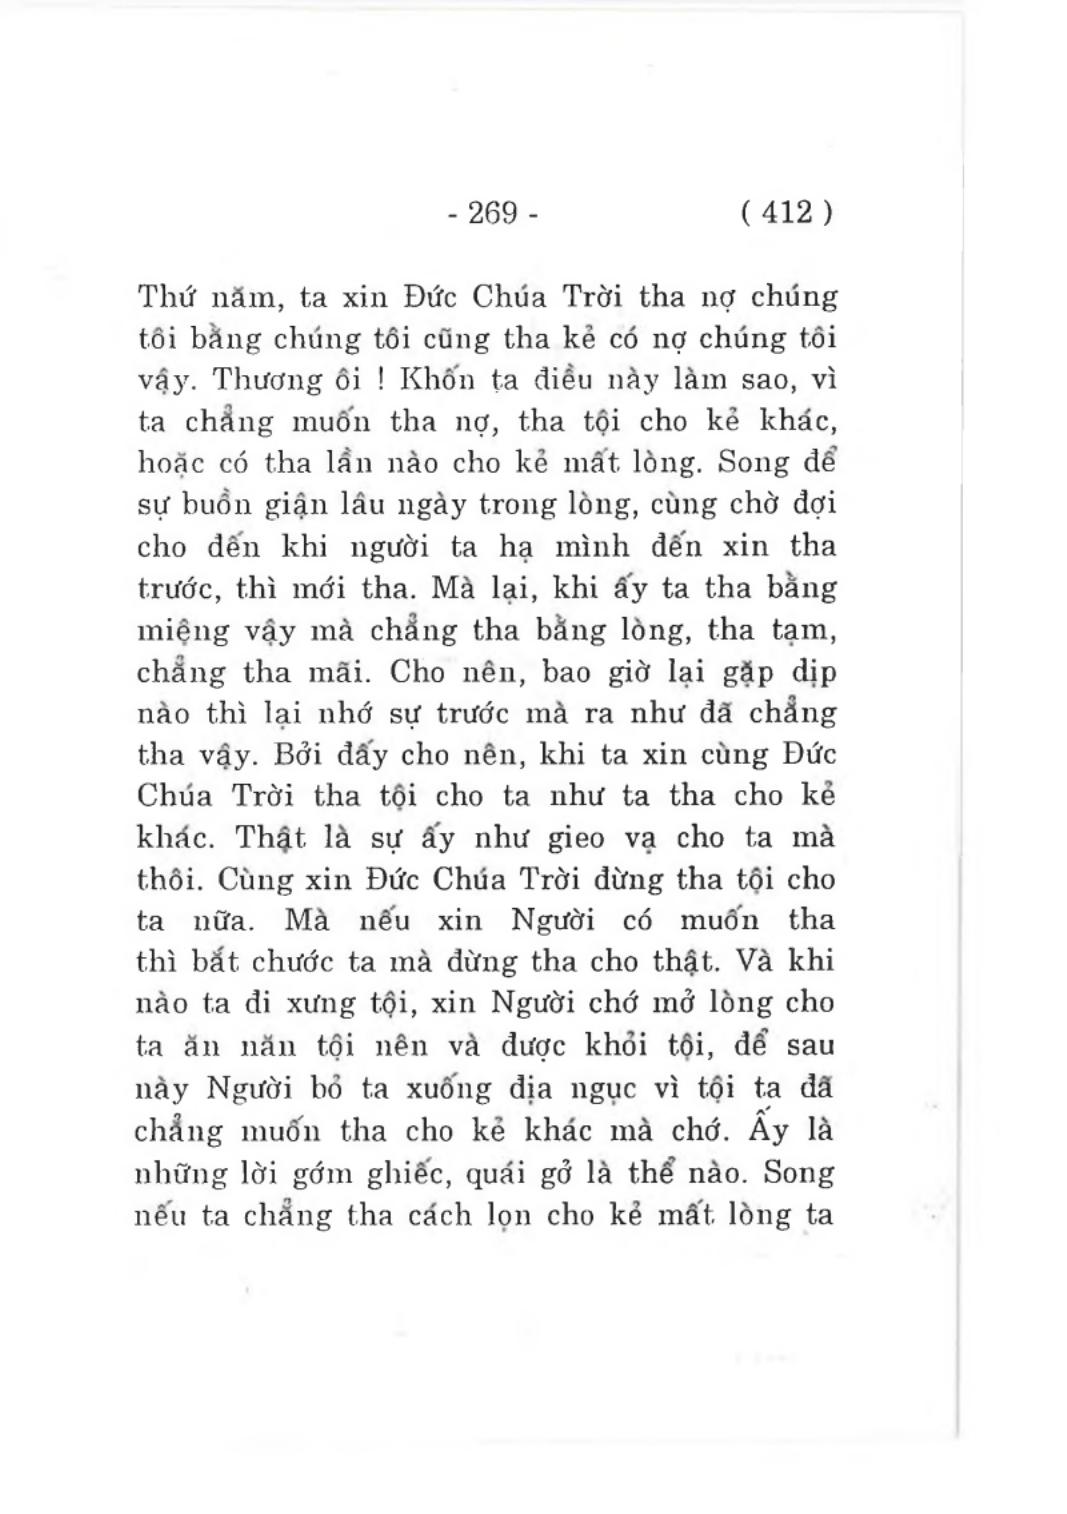 - 269 - ( 412 )
Thứ năm, ta xin Đức Chúa Trời tha nợ chúng
tôi bằng chúng tôi cũng tha kẻ có nợ chúng tôi
vậy. Thương ôi ! Khốn ta điều này làm sao, vì
ta chẳng muốn tha nợ, tha tội cho kẻ khác,
hoặc có tha lần nào cho kẻ mất lòng. Song để
sự buồn giận lâu ngày trong lòng, cùng chờ đợi
cho đến khi người ta hạ mình đến xin tha
trước, thì mới tha. Mà lại, khi ấy ta tha bằng
miệng vậy mà chẳng tha bằng lòng, tha tạm,
chẳng tha mãi. Cho nên, bao giờ lại gặp dịp
nào thì lại nhớ sự trước mà ra như đã chẳng
tha vậy. Bởi đấy cho nên, khi ta xin cùng Đức
Chúa Trời tha tội cho ta như ta tha cho kẻ
khác. Thật là sự ấy như gieo vạ cho ta mà
thôi. Cùng xin Đức Chúa Trời đừng tha tội cho
ta nữa. Mà nếu xin Người có muốn tha
thì bắt chước ta mà đừng tha cho thật. Và khi
nào ta đi xưng tội, xin Người chớ mở lòng cho
ta ăn năn tội nên và được khỏi tội, để sau
này Người bỏ ta xuống địa ngục vì tội ta đã
chẳng muốn tha cho kẻ khác mà chớ. Ấy là
những lời gớm ghiếc, quái gở là thể nào. Song
nếu ta chẳng tha cách lọn cho kẻ mất lòng ta